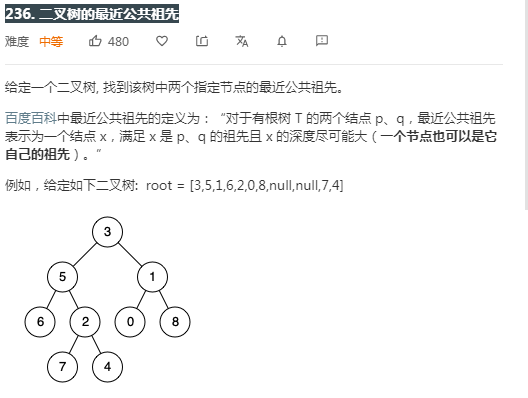 236. 二叉树的最近公共祖先
难度 中等 480
给定一个二叉树, 找到该树中两个指定节点的最近公共祖先。
百度百科中最近公共祖先的定义为：“对于有根树 T 的两个结点 p、q，最近公共祖先
表示为一个结点 x，满足 x 是 p、q 的祖先且 x 的深度尽可能大（一个节点也可以是它
自己的祖先）。”
例如，给定如下二叉树: root = [3,5,1,6,2,0,8,null,null,7,4]
3
5 1
6 2 0 8
7 4